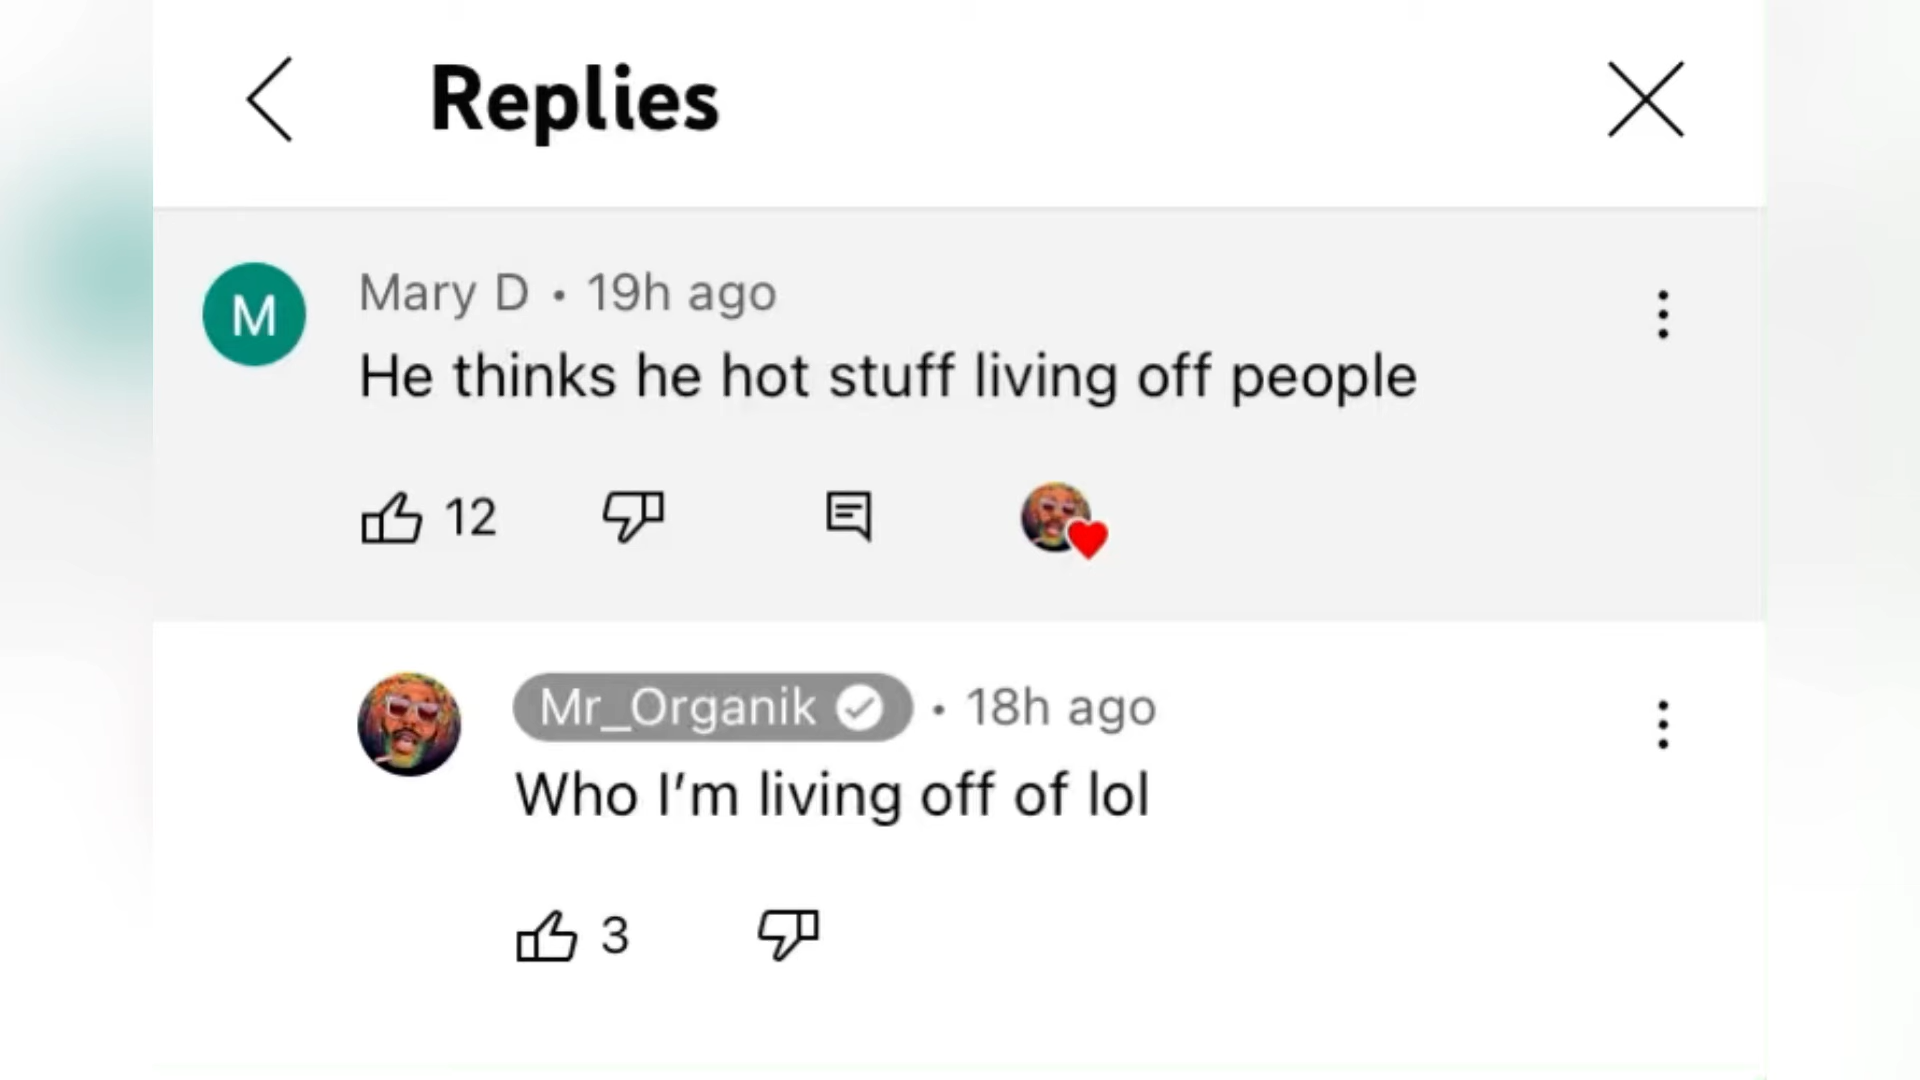 Replies
M
Mary D • 19h ago
He thinks he hot stuff living off people
12
Mr_Organik • 18h ago
Who I'm living off of lol
3